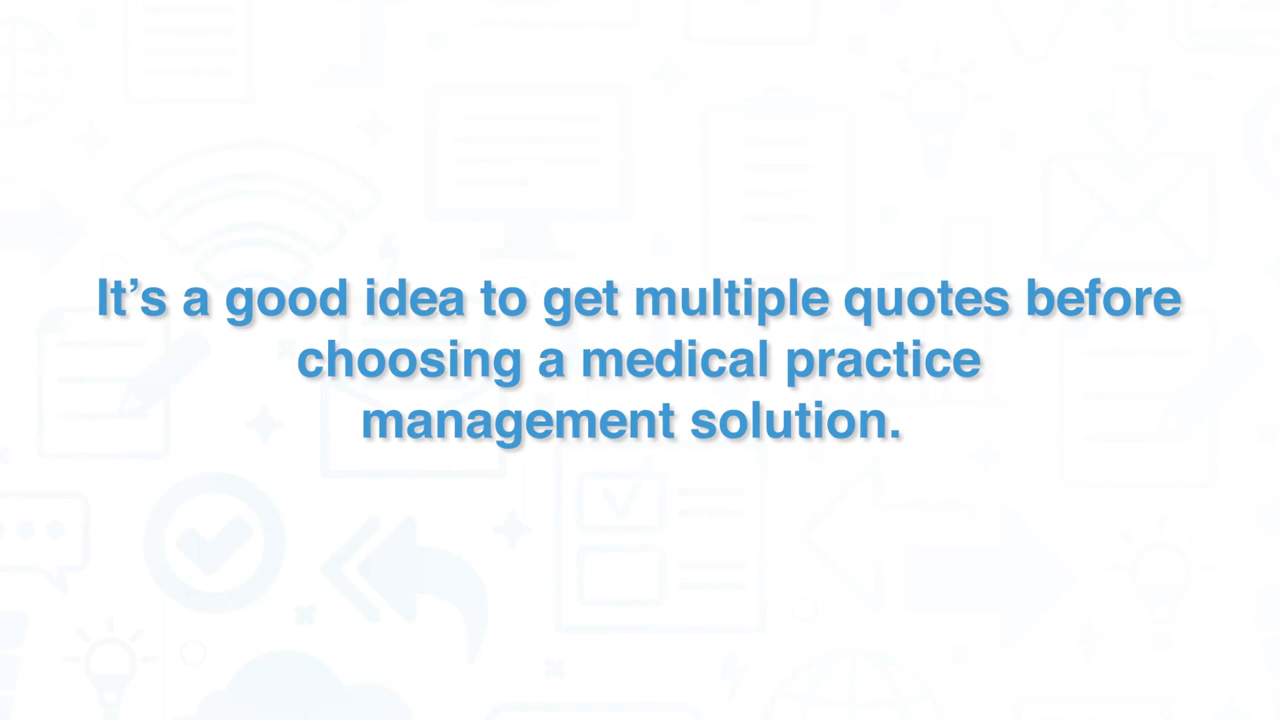 It’s a good idea to get multiple quotes before
choosing a medical practice
management solution.